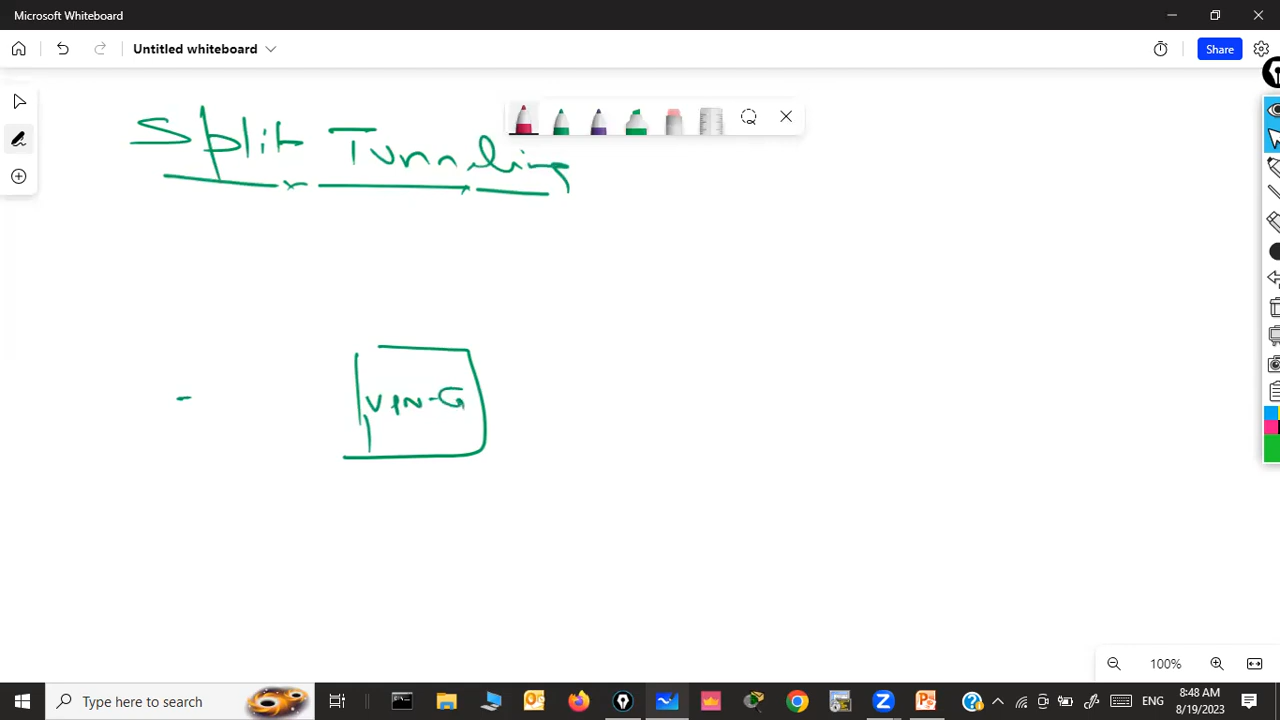 Microsoft Whiteboard
Untitled whiteboard
Share
Split Tunneling
VPN-G
100%
Type here to search
ENG
8:48 AM
8/19/2023